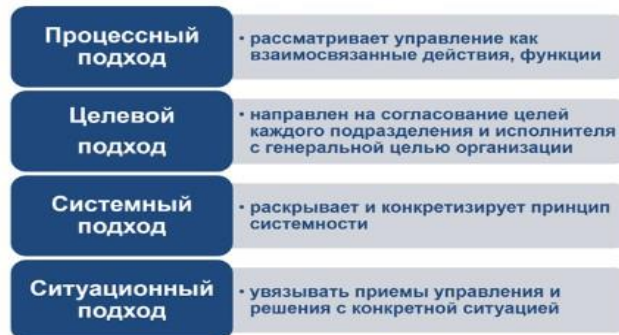 Процессный
подход
• рассматривает управление как
взаимосвязанные действия, функции
Целевой
подход
• направлен на согласование целей
каждого подразделения и исполнителя
с генеральной целью организации
Системный
подход
• раскрывает и конкретизирует принцип
системности
Ситуационный
подход
• увязывать приемы управления и
решения с конкретной ситуацией